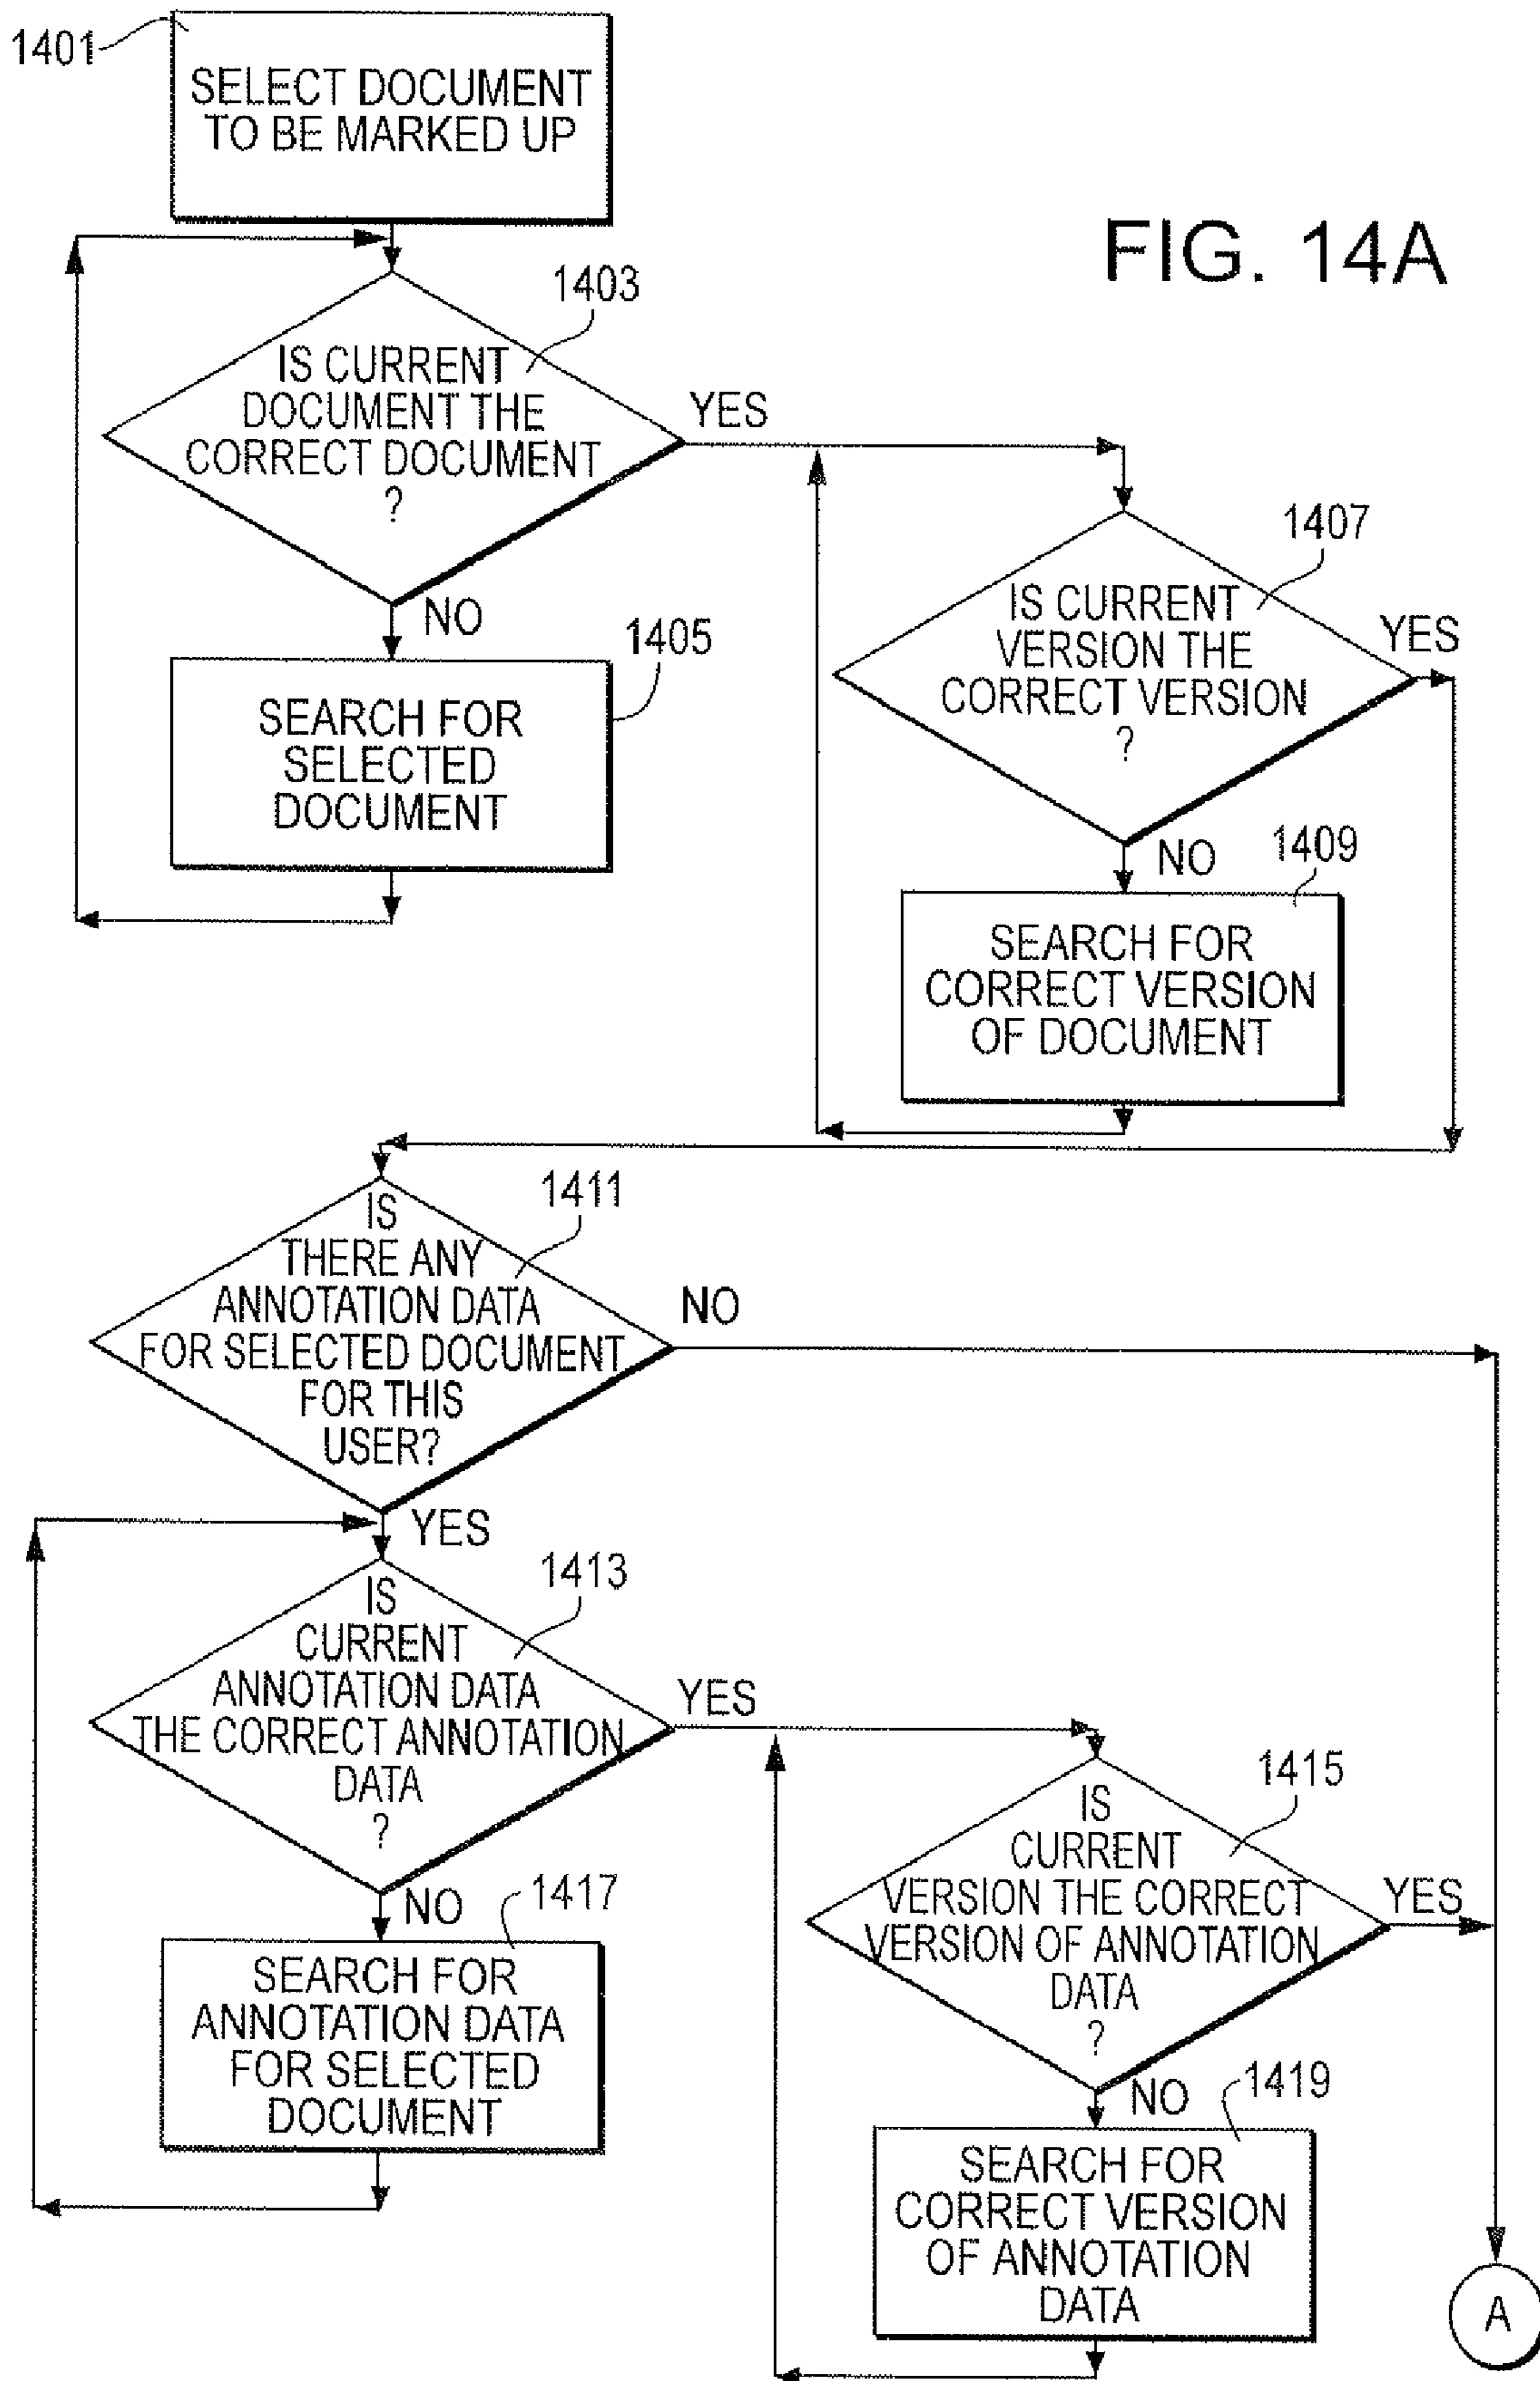 1401
SELECT DOCUMENT
TO BE MARKED UP
FIG. 14A
1403
IS CURRENT
DOCUMENT THE
CORRECT DOCUMENT
?
YES
NO
1405
SEARCH FOR
SELECTED
DOCUMENT
1407
IS CURRENT
VERSION THE
CORRECT VERSION
?
YES
NO
1409
SEARCH FOR
CORRECT VERSION
OF DOCUMENT
1411
IS
THERE ANY
ANNOTATION DATA
FOR SELECTED DOCUMENT
FOR THIS
USER?
NO
YES
1413
IS
CURRENT
ANNOTATION DATA
THE CORRECT ANNOTATION
DATA
?
YES
NO
1417
SEARCH FOR
ANNOTATION DATA
FOR SELECTED
DOCUMENT
1415
IS
CURRENT
VERSION THE CORRECT
VERSION OF ANNOTATION
DATA
?
YES
NO
1419
SEARCH FOR
CORRECT VERSION
OF ANNOTATION
DATA
A